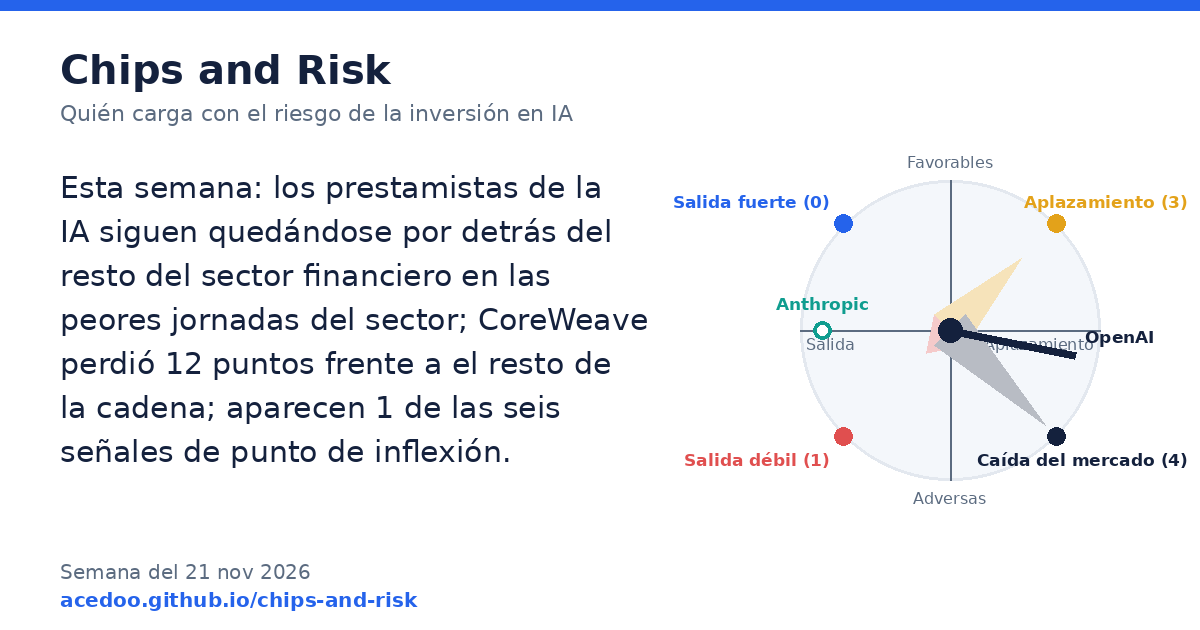 Chips and Risk
Quién carga con el riesgo de la inversión en IA
Esta semana: los prestamistas de la
IA siguen quedándose por detrás del
resto del sector financiero en las
peores jornadas del sector; CoreWeave
perdió 12 puntos frente a el resto de
la cadena; aparecen 1 de las seis
señales de punto de inflexión.
Semana del 21 nov 2026
acedoo.github.io/chips-and-risk
Favorables
Salida fuerte (0)
Aplazamiento (3)
Anthropic
OpenAI
Salida
Aplazamiento
Salida débil (1)
Caída del mercado (4)
Adversas